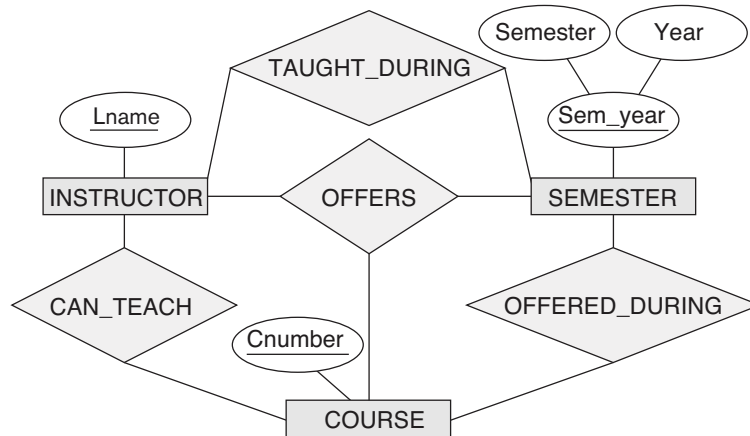 Semester
Year
TAUGHT_DURING
Lname
Sem_year
INSTRUCTOR
OFFERS
SEMESTER
CAN_TEACH
OFFERED_DURING
Cnumber
COURSE